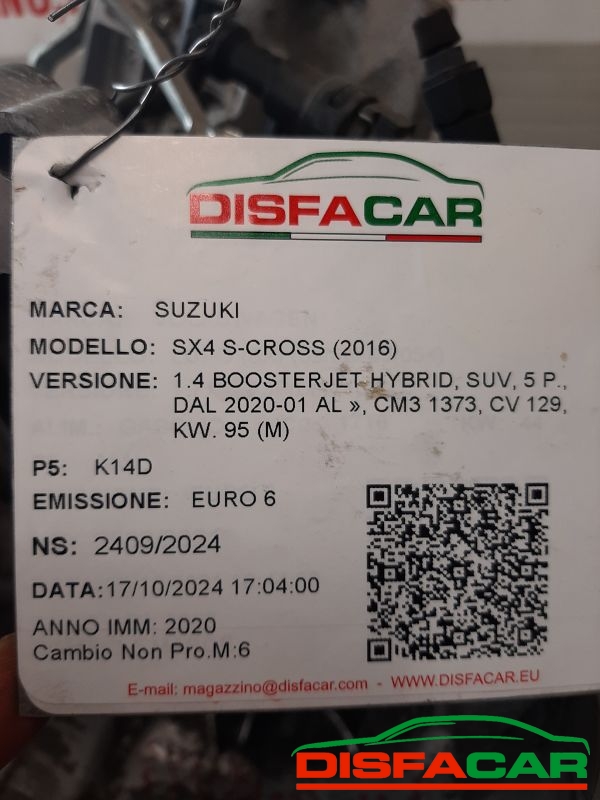 DISFACAR
MARCA: SUZUKI
MODELLO: SX4 S-CROSS (2016)
VERSIONE: 1.4 BOOSTERJET HYBRID, SUV, 5 P.,
DAL 2020-01 AL », CM3 1373, CV 129,
KW. 95 (M)
P5: K14D
EMISSIONE: EURO 6
NS: 2409/2024
DATA:17/10/2024 17:04:00
ANNO IMM: 2020
Cambio Non Pro.M:6
E-mail: magazzino@disfacar.com - WWW.DISFACAR.EU
DISFACAR